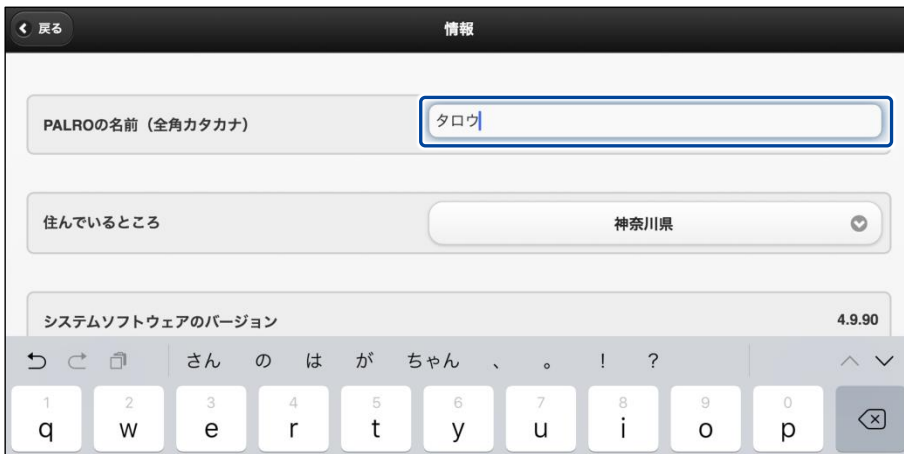 戻る
情報
PALROの名前（全角カタカナ）
タロウ
住んでいるところ
神奈川県
システムソフトウェアのバージョン
4.9.90
さん の は が ちゃん 、 。 ！ ？
1 2 3 4 5 6 7 8 9 0
q w e r t y u i o p